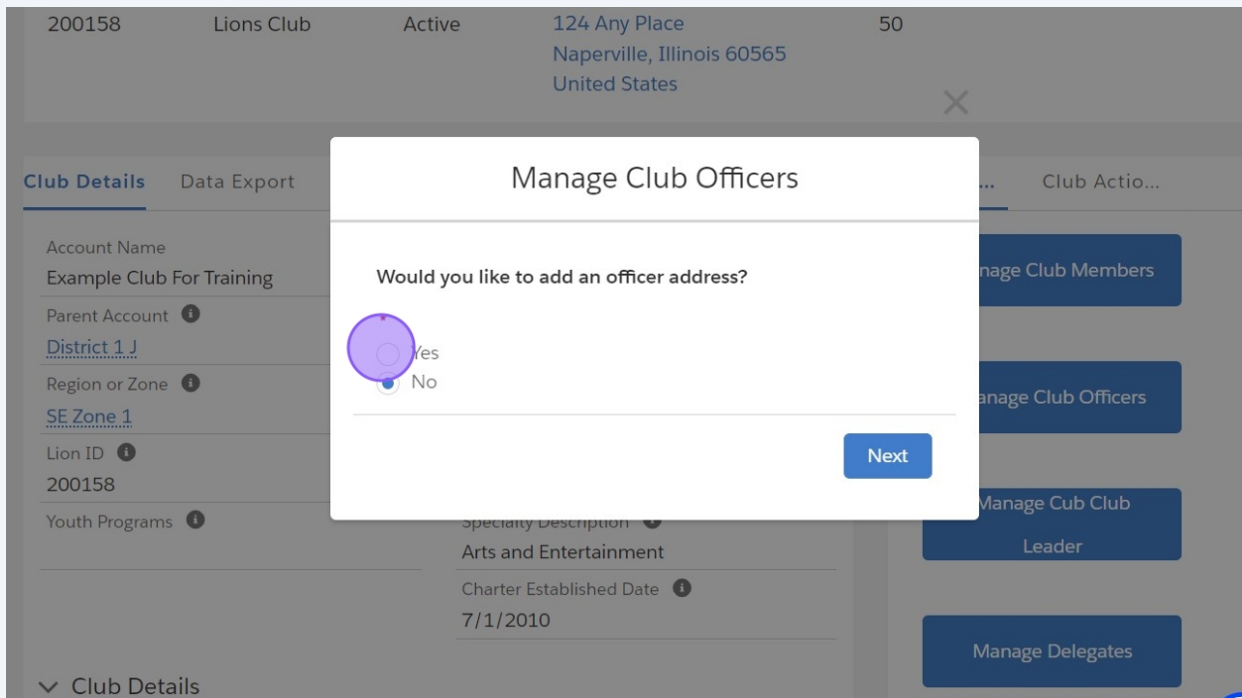 200158 Lions Club Active 124 Any Place 50
Naperville, Illinois 60565
United States
Club Details Data Export
Manage Club Officers
... Club Actio...
Account Name
Example Club For Training
Parent Account
District 1 J
Region or Zone
SE Zone 1
Lion ID
200158
Youth Programs
Would you like to add an officer address?
*
Yes
No
Next
Specialty Description
Arts and Entertainment
Charter Established Date
7/1/2010
Club Details
nage Club Members
anage Club Officers
Manage Cub Club
Leader
Manage Delegates